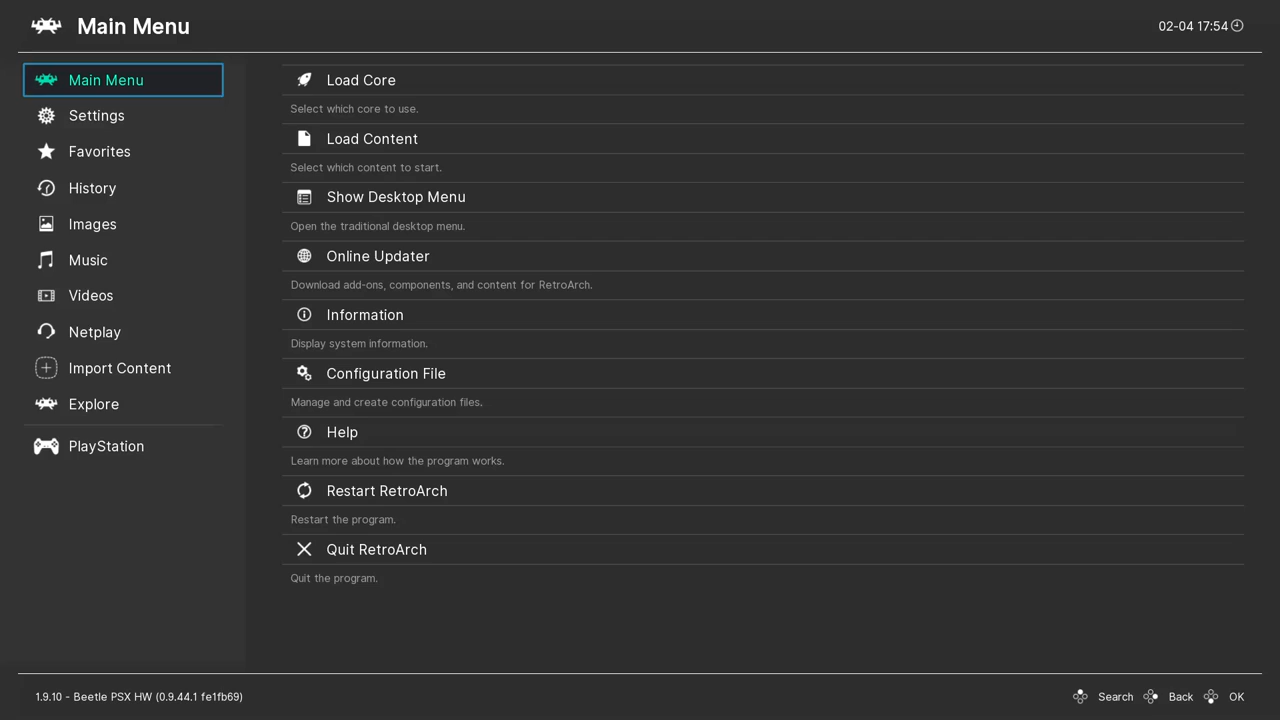 Main Menu
02-04 17:54
Main Menu
Settings
Favorites
History
Images
Music
Videos
Netplay
Import Content
Explore
PlayStation
Load Core
Select which core to use.
Load Content
Select which content to start.
Show Desktop Menu
Open the traditional desktop menu.
Online Updater
Download add-ons, components, and content for RetroArch.
Information
Display system information.
Configuration File
Manage and create configuration files.
Help
Learn more about how the program works.
Restart RetroArch
Restart the program.
Quit RetroArch
Quit the program.
1.9.10 - Beetle PSX HW (0.9.44.1 fe1fb69)
Search Back OK